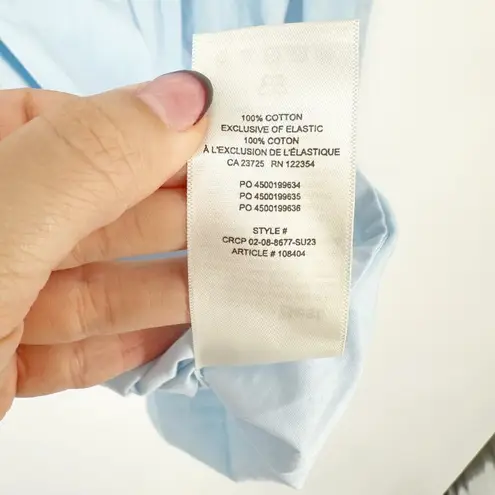 100% COTTON
EXCLUSIVE OF ELASTIC
100% COTON
À L'EXCLUSION DE L'ÉLASTIQUE
CA 23725 RN 122354
PO 4500199634
PO 4500199635
PO 4500199636
STYLE #
CRCP 02-08-8677-SU23
ARTICLE # 108404